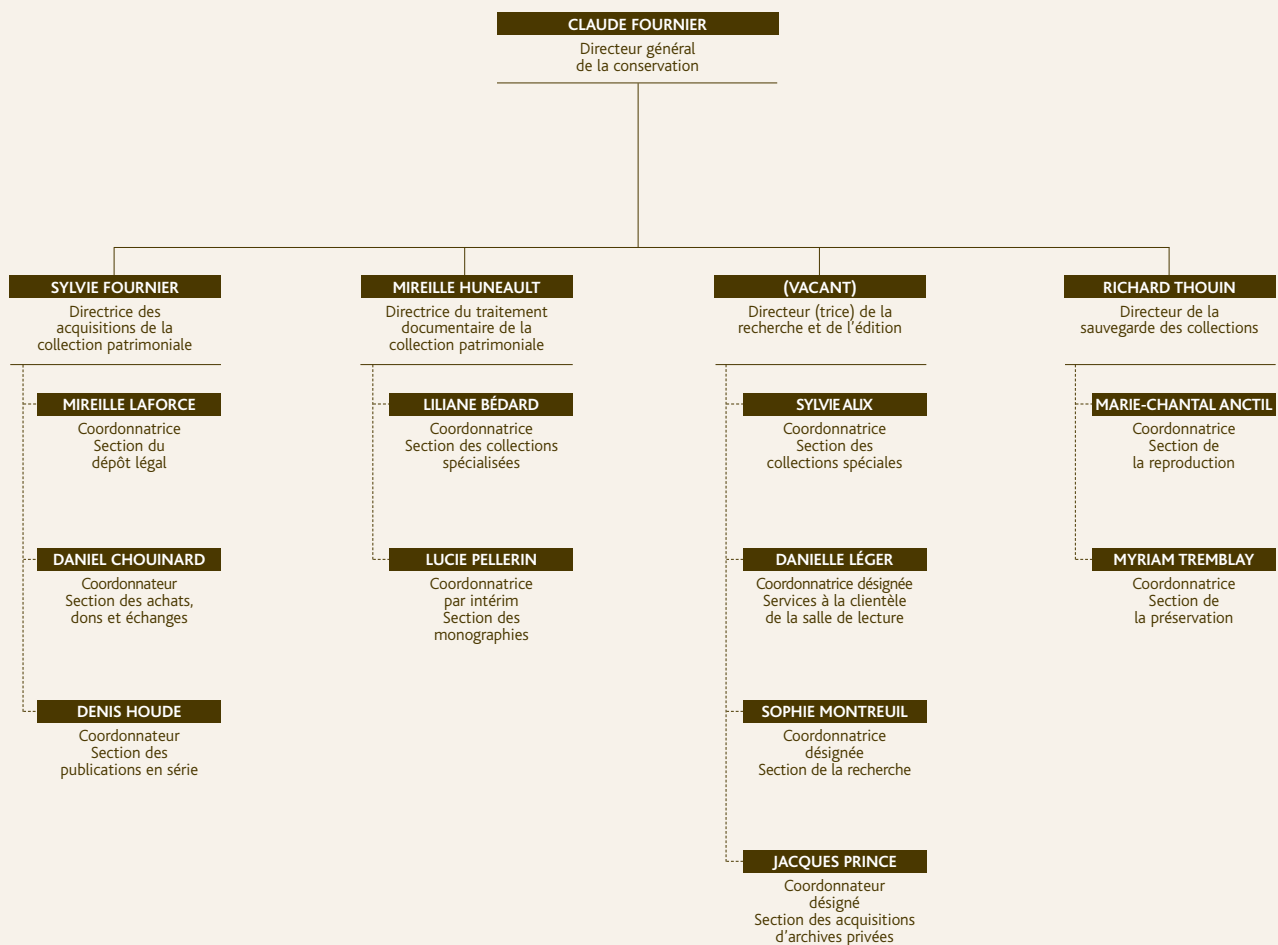 CLAUDE FOURNIER
Directeur général
de la conservation
SYLVIE FOURNIER
Directrice des
acquisitions de la
collection patrimoniale
MIREILLE LAFORCE
Coordonnatrice
Section du
dépôt légal
DANIEL CHOUINARD
Coordonnateur
Section des achats,
dons et échanges
DENIS HOUDE
Coordonnateur
Section des
publications en série
MIREILLE HUNEAULT
Directrice du traitement
documentaire de la
collection patrimoniale
LILIANE BÉDARD
Coordonnatrice
Section des collections
spécialisées
LUCIE PELLERIN
Coordonnatrice
par intérim
Section des
monographies
(VACANT)
Directeur (trice) de la
recherche et de l'édition
SYLVIE ALIX
Coordonnatrice
Section des
collections spéciales
DANIELLE LÉGER
Coordonnatrice désignée
Services à la clientèle
de la salle de lecture
SOPHIE MONTREUIL
Coordonnatrice
désignée
Section de la recherche
JACQUES PRINCE
Coordonnateur
désigné
Section des acquisitions
d'archives privées
RICHARD THOUIN
Directeur de la
sauvegarde des collections
MARIE-CHANTAL ANCTIL
Coordonnatrice
Section de
la reproduction
MYRIAM TREMBLAY
Coordonnatrice
Section de
la préservation